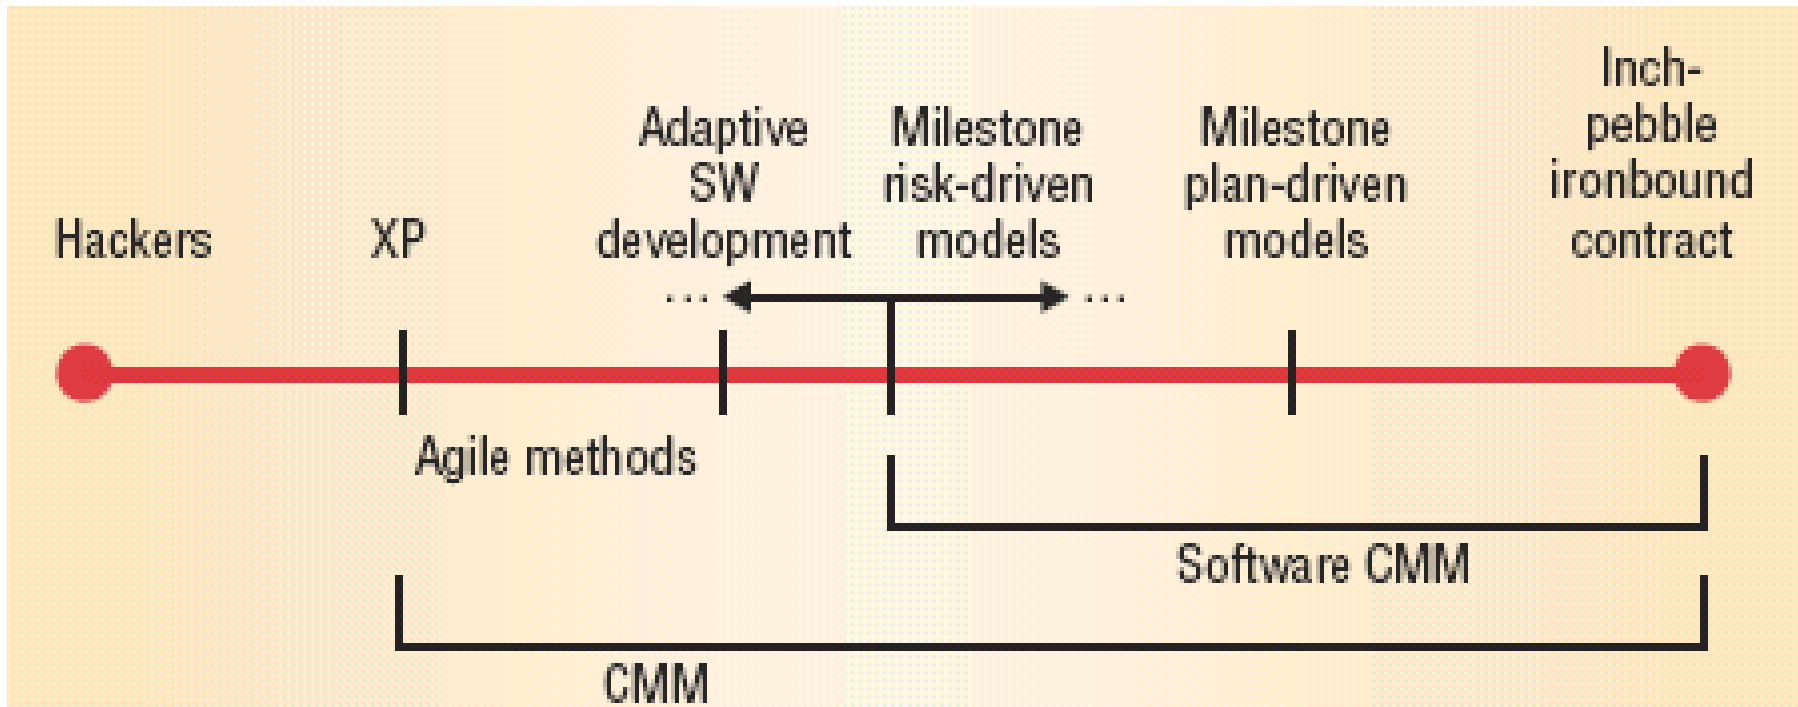 Hackers
XP
Adaptive
SW
development
Milestone
risk-driven
models
Milestone
plan-driven
models
Inch-
pebble
ironbound
contract
... ...
Agile methods
Software CMM
CMM